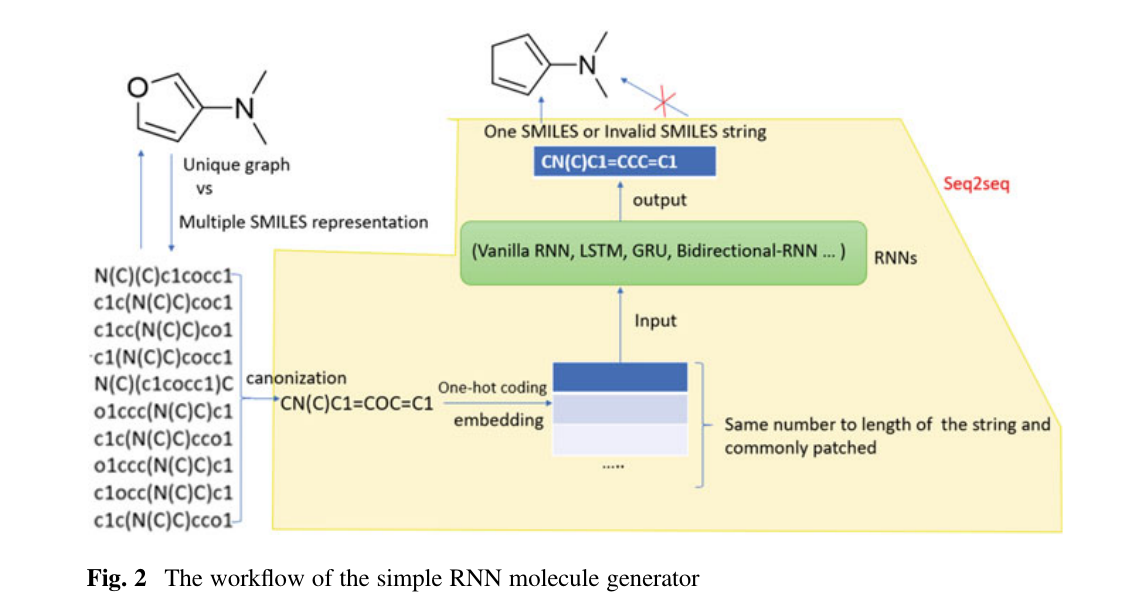 O
N
N
One SMILES or Invalid SMILES string
CN(C)C1=CCC=C1
Unique graph
vs
Multiple SMILES representation
Seq2seq
output
(Vanilla RNN, LSTM, GRU, Bidirectional-RNN ... )
RNNs
Input
N(C)(C)c1cocc1
c1c(N(C)C)coc1
c1cc(N(C)C)co1
c1(N(C)C)cocc1
N(C)(c1cocc1)C
o1ccc(N(C)C)c1
c1c(N(C)C)cco1
o1ccc(N(C)C)c1
c1occ(N(C)C)c1
c1c(N(C)C)cco1
canonization
CN(C)C1=COC=C1
One-hot coding
embedding
.....
Same number to length of the string and
commonly patched
Fig. 2 The workflow of the simple RNN molecule generator